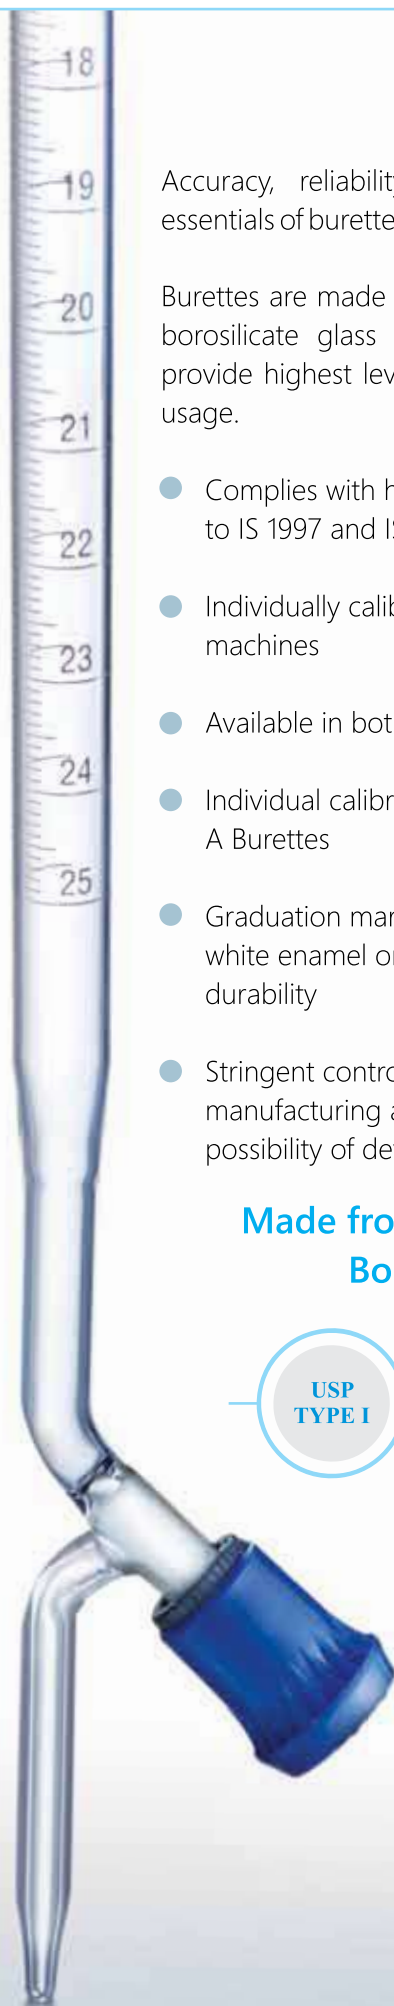 18
19
20
21
22
23
24
25
Accuracy, reliability
essentials of burette
Burettes are made
borosilicate glass
provide highest lev
usage.
Complies with h
to IS 1997 and IS
Individually calib
machines
Available in bot
Individual calibr
A Burettes
Graduation mar
white enamel or
durability
Stringent contro
manufacturing a
possibility of de
Made fro
Bo
USP
TYPE I